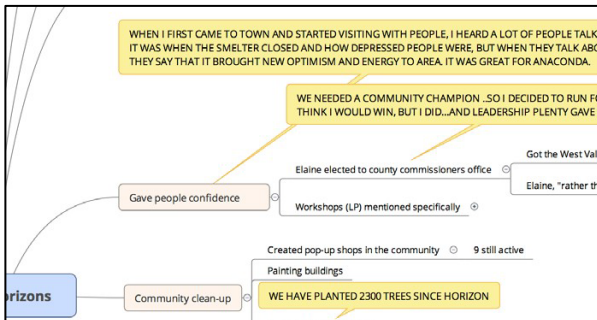 WHEN I FIRST CAME TO TOWN AND STARTED VISITING WITH PEOPLE, I HEARD A LOT OF PEOPLE TALK
IT WAS WHEN THE SMELTER CLOSED AND HOW DEPRESSED PEOPLE WERE, BUT WHEN THEY TALK
THEY SAY THAT IT BROUGHT NEW OPTIMISM AND ENERGY TO AREA. IT WAS GREAT FOR ANACONDA.
WE NEEDED A COMMUNITY CHAMPION ..SO I DECIDED TO RUN
THINK I WOULD WIN, BUT I DID...AND LEADERSHIP PLENTY GAVE
Got the West
Elaine elected to county commissioners office
Elaine, "rather
Gave people confidence
Workshops (LP) mentioned specifically
Created pop-up shops in the community
9 still active
Painting buildings
WE HAVE PLANTED 2300 TREES SINCE HORIZON
Community clean-up
rizons